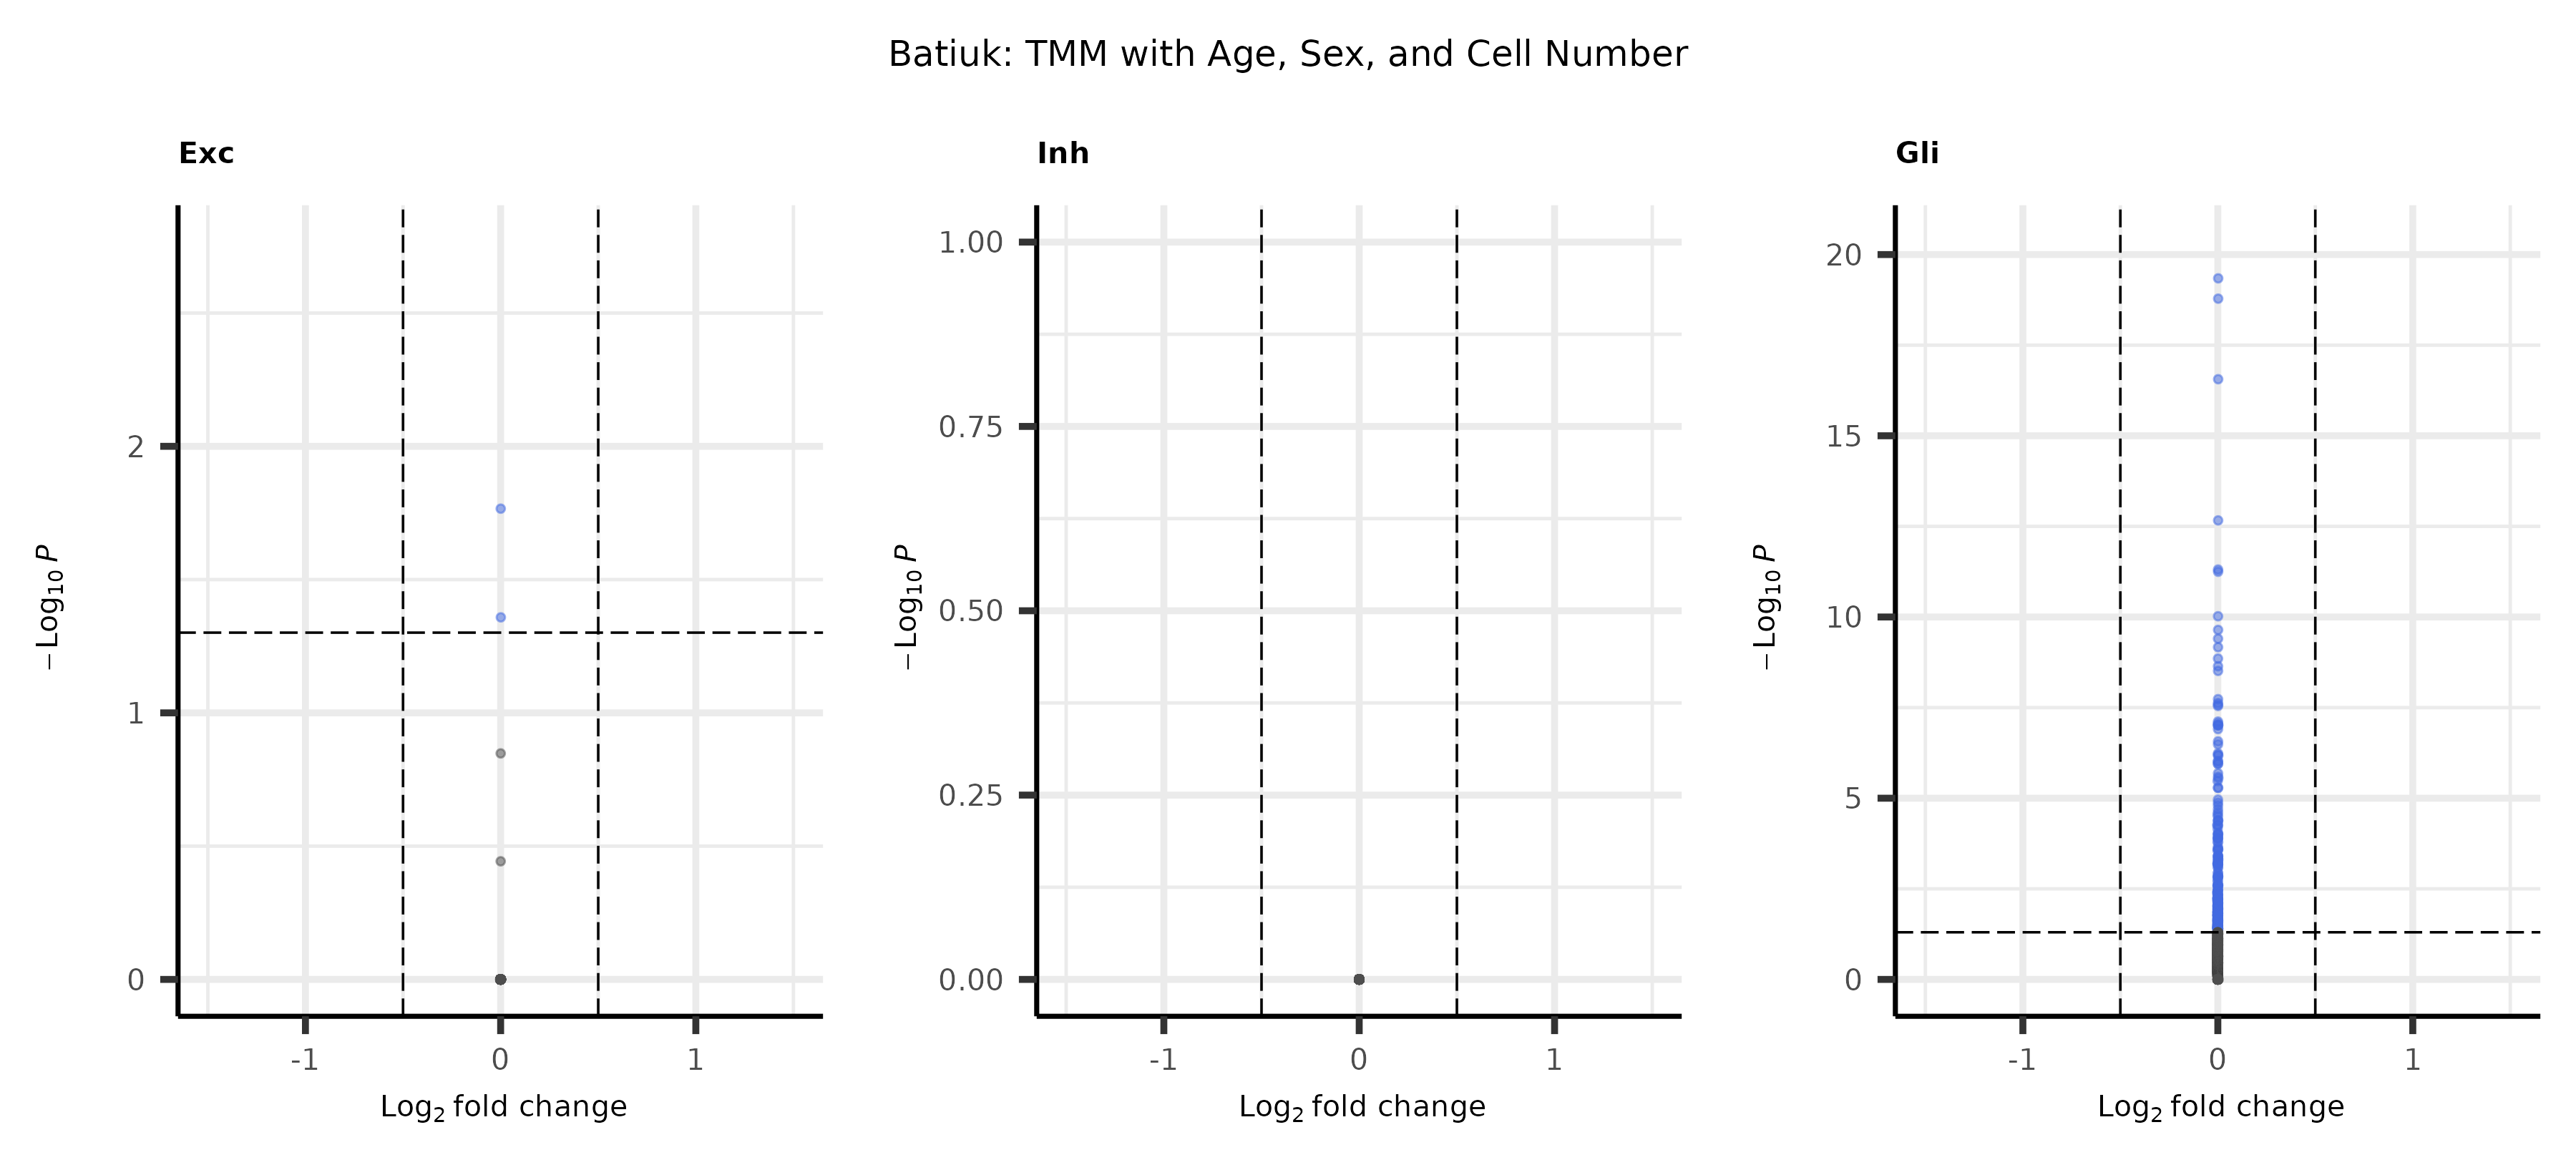 Batiuk: TMM with Age, Sex, and Cell Number
Exc
−Log10 P
2
1
0
-1 0 1
Log2 fold change
Inh
−Log10 P
1.00
0.75
0.50
0.25
0.00
-1 0 1
Log2 fold change
Gli
−Log10 P
20
15
10
5
0
-1 0 1
Log2 fold change